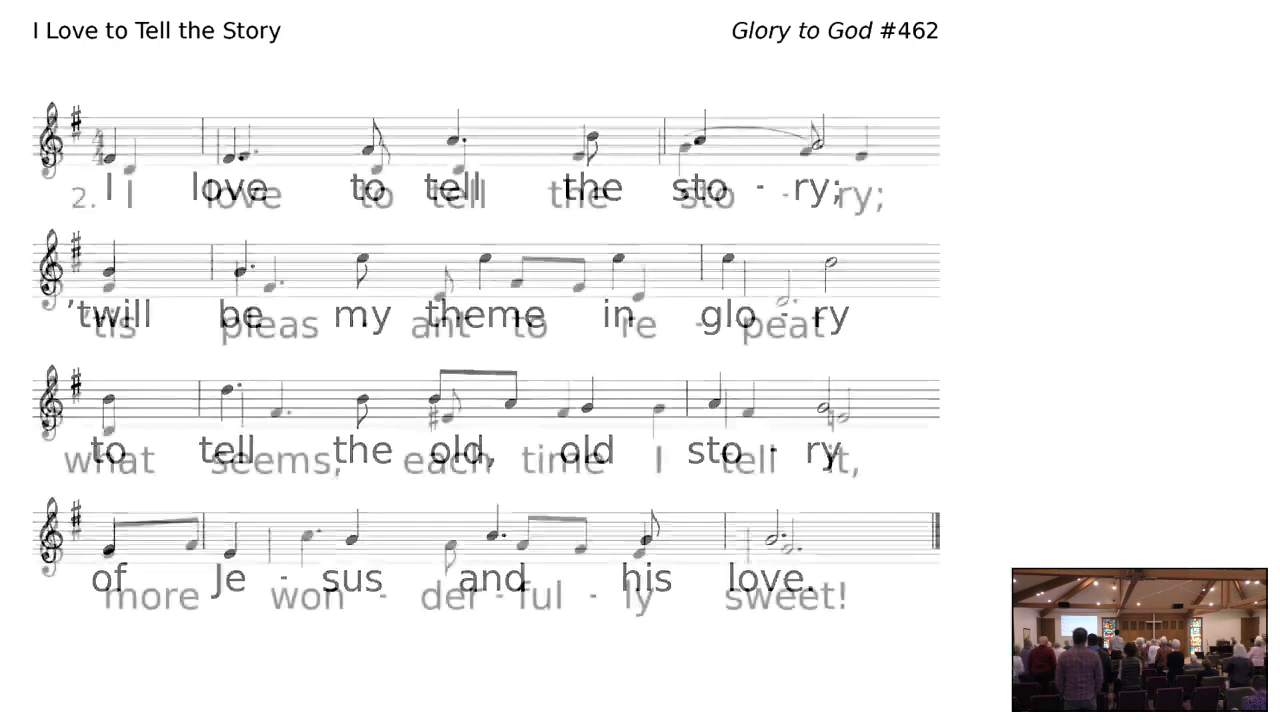 I Love to Tell the Story
Glory to God #462
I love to tell the sto - ry;
2. I love to tell the sto - ry;
’twill be my theme in glo - ry
’tis pleas - ant to re - peat
to tell the old, old sto - ry
what seems, each time I tell it,
of Je - sus and his love.
more won - der - ful - ly sweet!